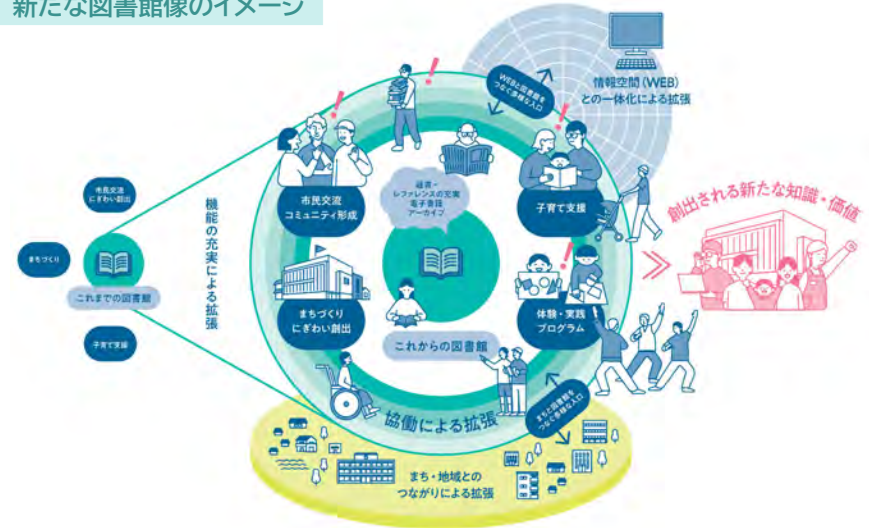 新たな図書館像のイメージ
市民交流
にぎわい創出
まちづくり
これまでの図書館
子育て支援
機能の充実による拡張
市民交流
コミュニティ形成
蔵書・
レファレンスの充実
電子書籍
アーカイブ
WEBと図書館を
つなぐ多様な入口
情報空間(WEB)
との一体化による拡張
子育て支援
まちづくり
にぎわい創出
これからの図書館
体験・実践
プログラム
創出される新たな知識・価値
協働による拡張
まちと図書館を
つなぐ多様な入口
まち・地域との
つながりによる拡張